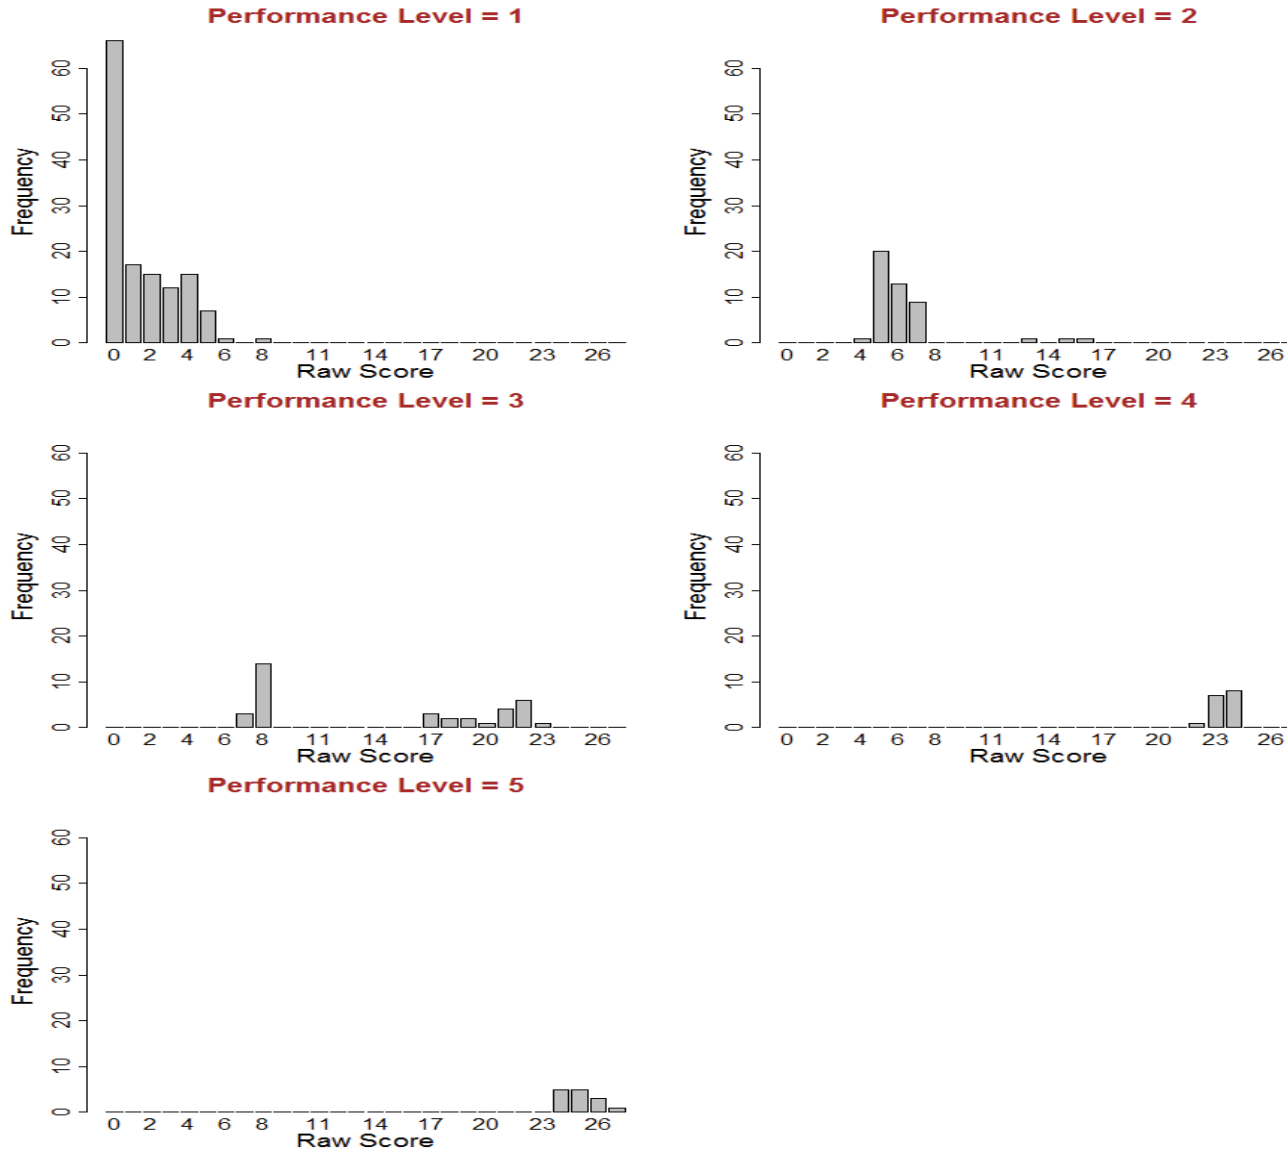 Performance Level = 1
60
50
40
30
20
10
0
Frequency
0 2 4 6 8 11 14 17 20 23 26
Raw Score
Performance Level = 2
60
50
40
30
20
10
0
Frequency
0 2 4 6 8 11 14 17 20 23 26
Raw Score
Performance Level = 3
60
50
40
30
20
10
0
Frequency
0 2 4 6 8 11 14 17 20 23 26
Raw Score
Performance Level = 4
60
50
40
30
20
10
0
Frequency
0 2 4 6 8 11 14 17 20 23 26
Raw Score
Performance Level = 5
60
50
40
30
20
10
0
Frequency
0 2 4 6 8 11 14 17 20 23 26
Raw Score